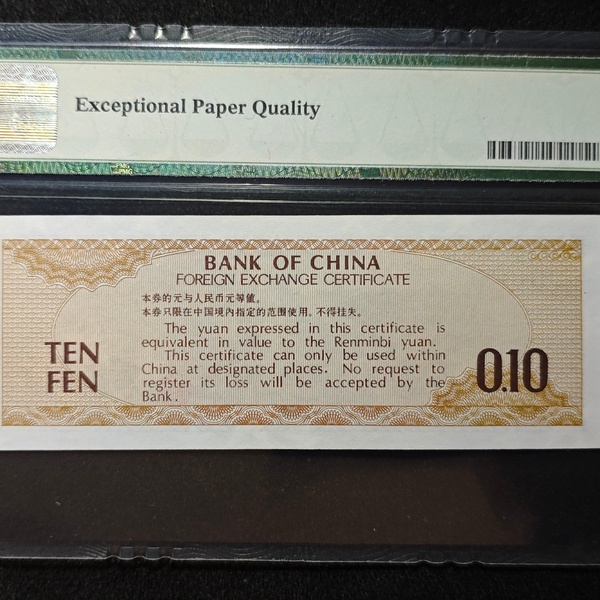 Exceptional Paper Quality
BANK OF CHINA
FOREIGN EXCHANGE CERTIFICATE
本券的元与人民币元等值。
本券只限在中国境内指定的范围使用。不得挂失。
The yuan expressed in this certificate is
equivalent in value to the Renminbi yuan.
This certificate can only be used within
China at designated places. No request to
register its loss will be accepted by the
Bank.
TEN
FEN
0.10